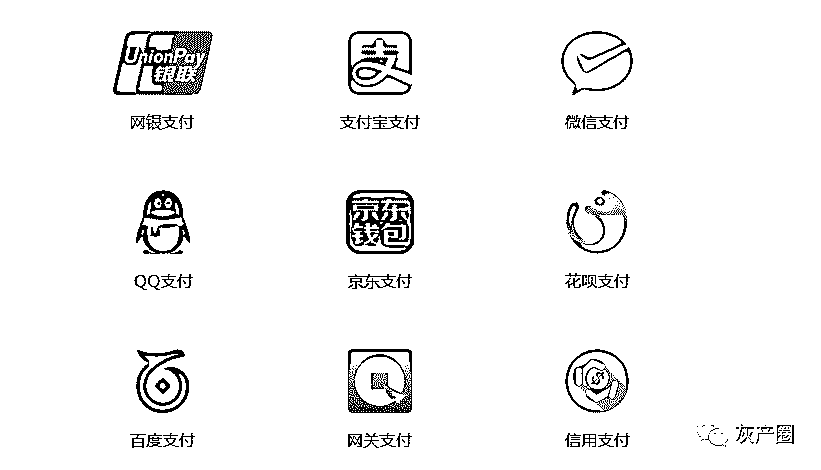 UnionPay
银联
支
网银支付
支付宝支付
微信支付
京东
钱包
QQ支付
京东支付
花呗支付
百度支付
网关支付
信用支付
灰产圈